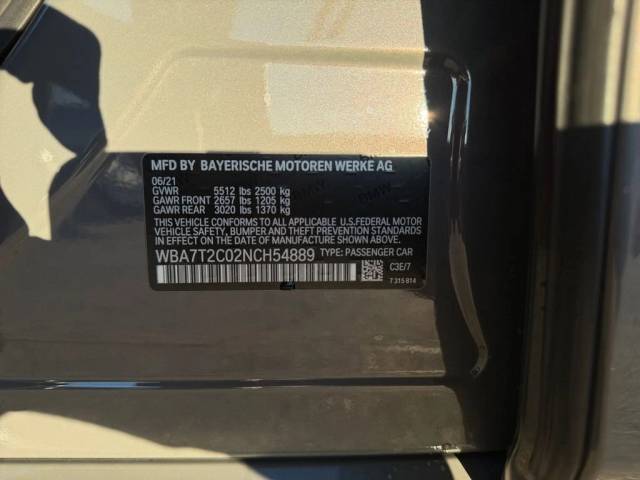 MFD BY BAYERISCHE MOTOREN WERKE AG
06/21
GVWR 5512 lbs 2500 kg
GAWR FRONT 2657 lbs 1205 kg
GAWR REAR 3020 lbs 1370 kg
THIS VEHICLE CONFORMS TO ALL APPLICABLE U.S.FEDERAL MOTOR
VEHICLE SAFETY, BUMPER AND THEFT PREVENTION STANDARDS IN
EFFECT ON THE DATE OF MANUFACTURE SHOWN ABOVE.
WBA7T2C02NCH54889 TYPE: PASSENGER CAR
C3E/7
T 315 814